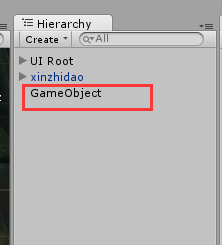 Hierarchy
Create All
UI Root
xinzhidao
GameObject